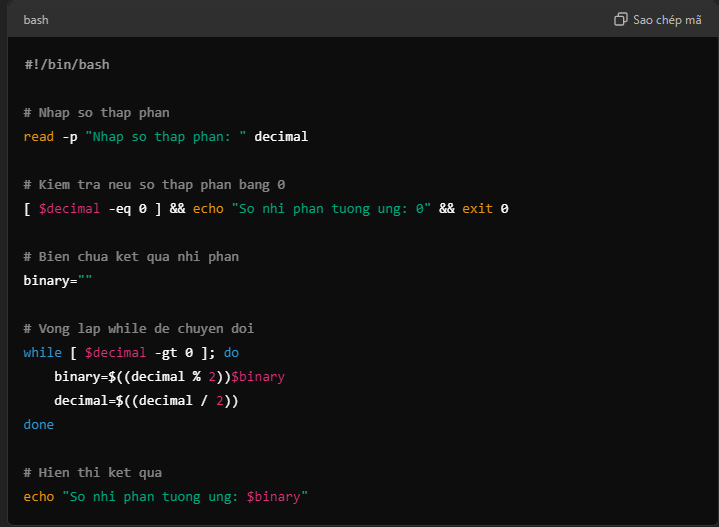 bash
Sao chép mã
#!/bin/bash
# Nhap so thap phan
read -p "Nhap so thap phan: " decimal
# Kiem tra neu so thap phan bang 0
[ $decimal -eq 0 ] && echo "So nhi phan tuong ung: 0" && exit 0
# Bien chua ket qua nhi phan
binary=""
# Vong lap while de chuyen doi
while [ $decimal -gt 0 ]; do
    binary=$((decimal % 2))$binary
    decimal=$((decimal / 2))
done
# Hien thi ket qua
echo "So nhi phan tuong ung: $binary"